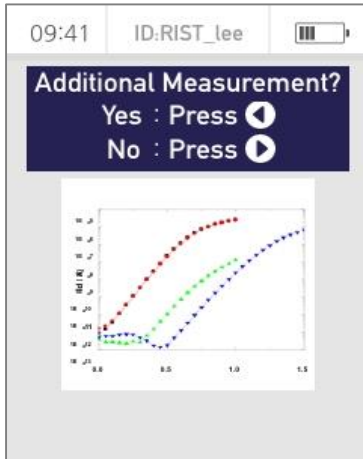 09:41 ID:RIST_lee
Additional Measurement?
Yes : Press
No : Press
0.0 0.5 1.0 1.5